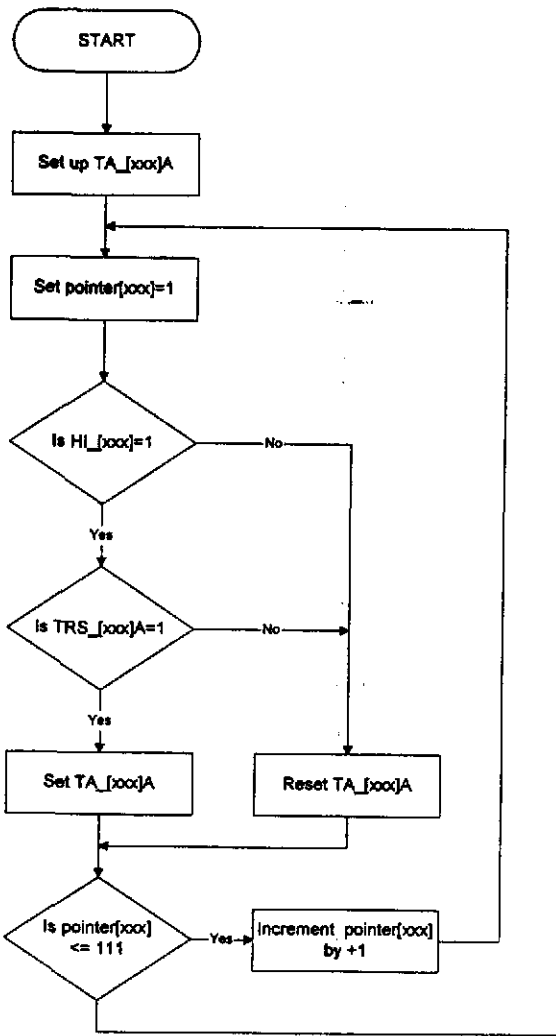 START
Set up TA_[xxx]A
Set pointer[xxx]=1
Is HI_[xxx]=1
No
Yes
Is TRS_[xxx]A=1
No
Yes
Set TA_[xxx]A
Reset TA_[xxx]A
Is pointer[xxx]
<= 111
Yes
Increment pointer[xxx]
by +1